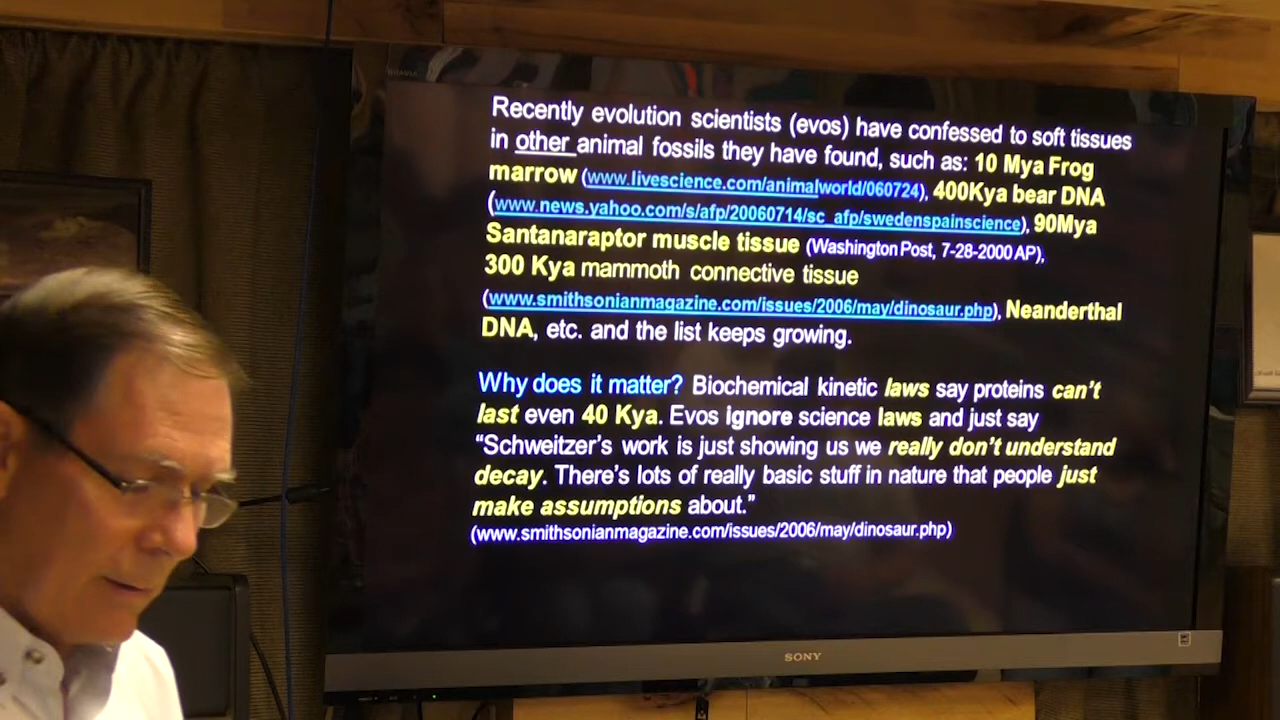 Recently evolution scientists (evos) have confessed to soft tissues
in other animal fossils they have found, such as: 10 Mya Frog
marrow (www.livescience.com/animalworld/060724), 400Kya bear DNA
(www.news.yahoo.com/s/afp/20060714/sc_afp/swedenspainscience), 90Mya
Santanaraptor muscle tissue (Washington Post, 7-28-2000 AP),
300 Kya mammoth connective tissue
(www.smithsonianmagazine.com/issues/2006/may/dinosaur.php), Neanderthal
DNA, etc. and the list keeps growing.
Why does it matter? Biochemical kinetic laws say proteins can't
last even 40 Kya. Evos ignore science laws and just say
“Schweitzer's work is just showing us we really don't understand
decay. There's lots of really basic stuff in nature that people just
make assumptions about.”
(www.smithsonianmagazine.com/issues/2006/may/dinosaur.php)
SONY